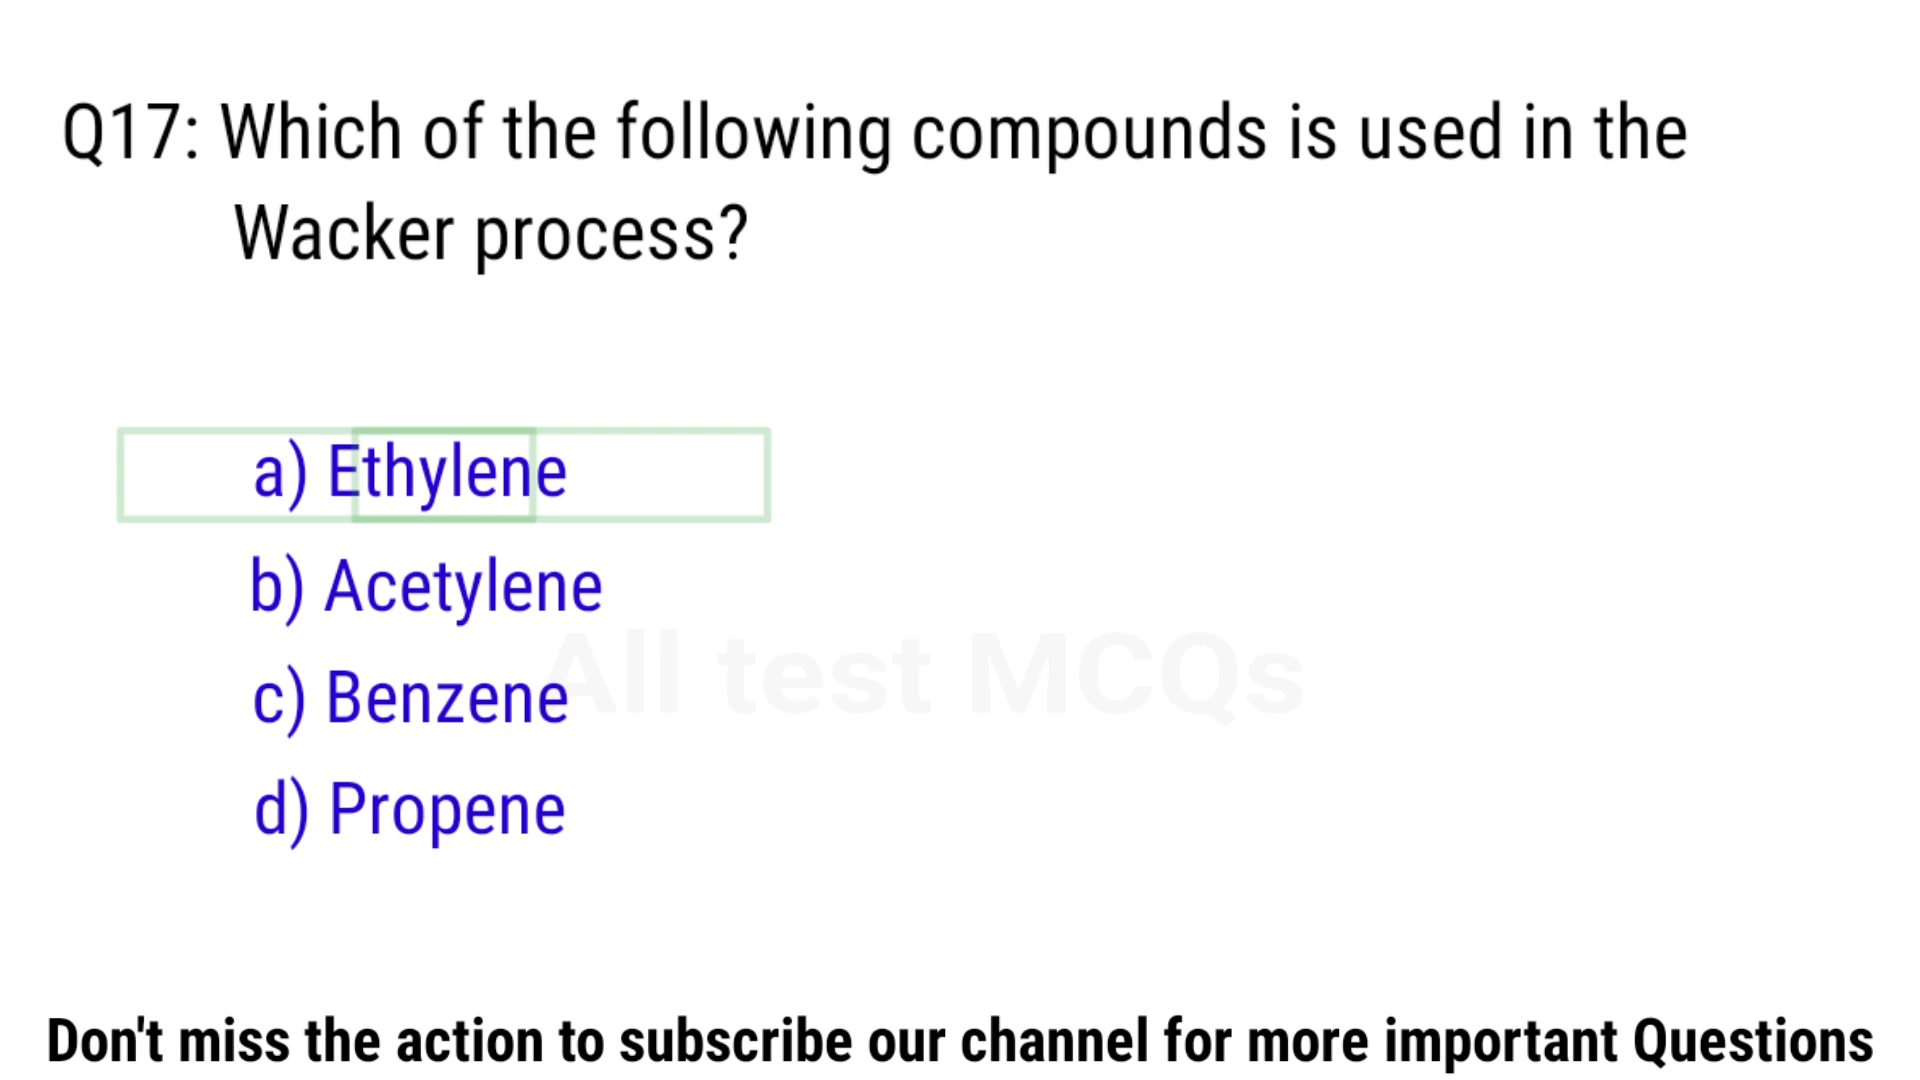 Q17: Which of the following compounds is used in the
Wacker process?
a) Ethylene
b) Acetylene
All test MCQs
c) Benzene
d) Propene
Don't miss the action to subscribe our channel for more important Questions